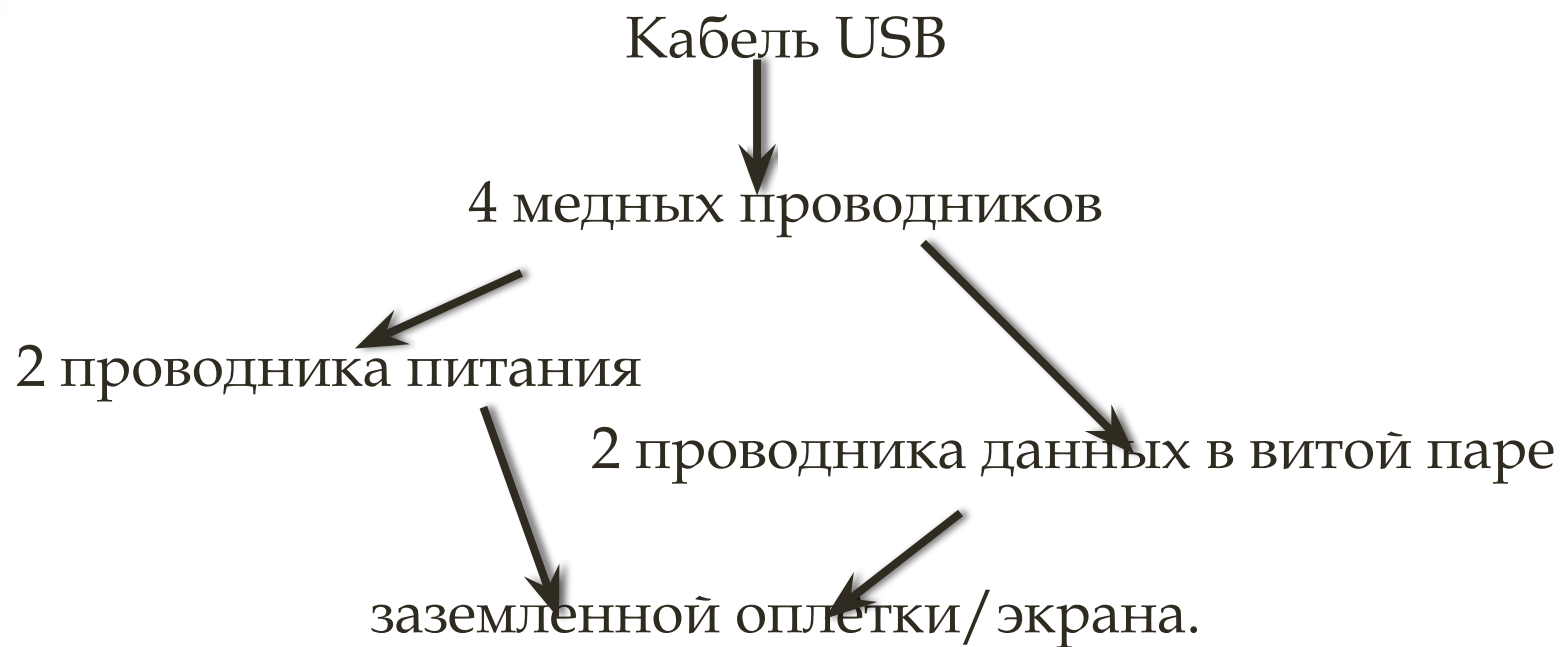 Кабель USB
4 медных проводников
2 проводника питания
2 проводника данных в витой паре
заземленной оплетки/экрана.